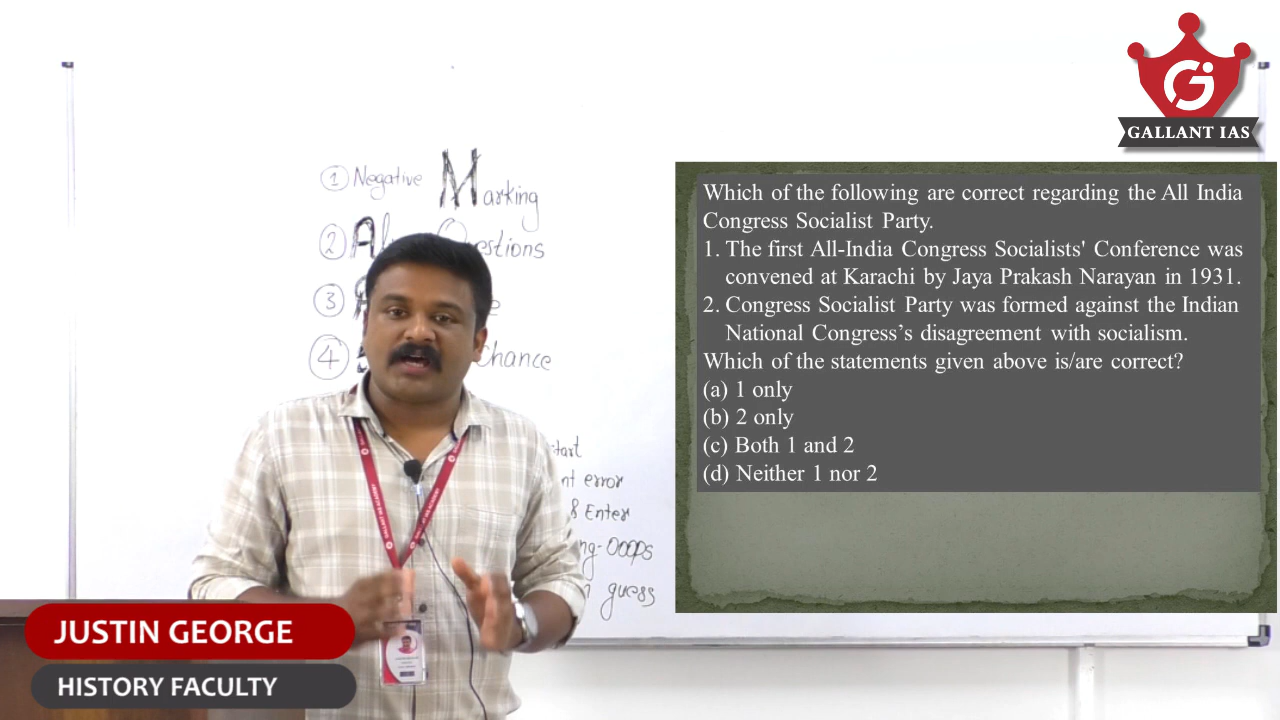 GALLANT IAS
① Negative Marking
② estions
③
④ Chance
tart
nt error
& Enter
ng-Ooops
guess
Which of the following are correct regarding the All India
Congress Socialist Party.
1. The first All-India Congress Socialists' Conference was
convened at Karachi by Jaya Prakash Narayan in 1931.
2. Congress Socialist Party was formed against the Indian
National Congress’s disagreement with socialism.
Which of the statements given above is/are correct?
(a) 1 only
(b) 2 only
(c) Both 1 and 2
(d) Neither 1 nor 2
JUSTIN GEORGE
HISTORY FACULTY